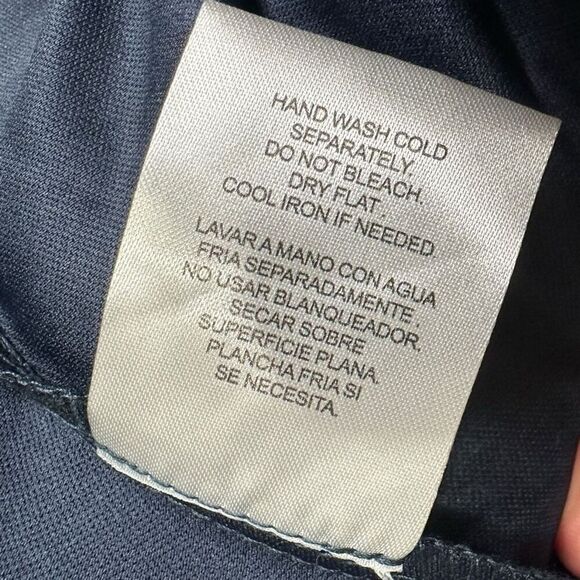 HAND WASH COLD
SEPARATELY.
DO NOT BLEACH.
DRY FLAT.
COOL IRON IF NEEDED.
LAVAR A MANO CON AGUA
FRIA SEPARADAMENTE.
NO USAR BLANQUEADOR.
SECAR SOBRE
SUPERFICIE PLANA.
PLANCHA FRIA SI
SE NECESITA.